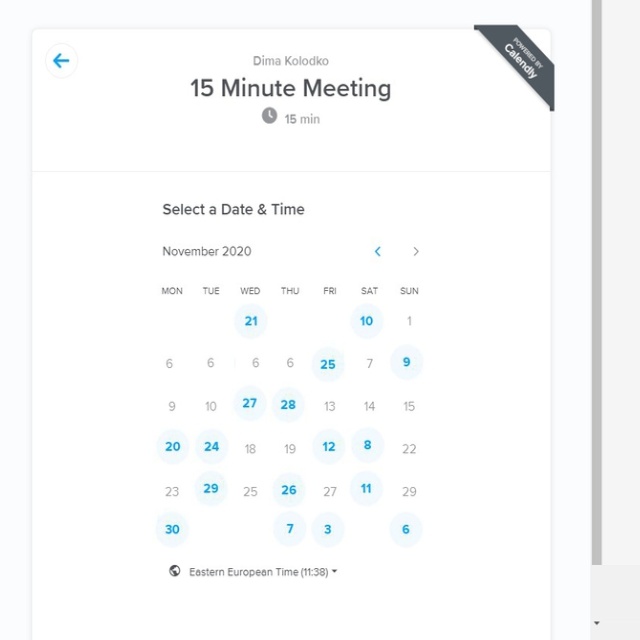 POWERED BY
Calendly
Dima Kolodko
15 Minute Meeting
15 min
Select a Date & Time
November 2020
MON TUE WED THU FRI SAT SUN
21 10 1
6 6 6 6 25 7 9
9 10 27 28 13 14 15
20 24 18 19 12 8 22
23 29 25 26 27 11 29
30 7 3 6
Eastern European Time (11:38)